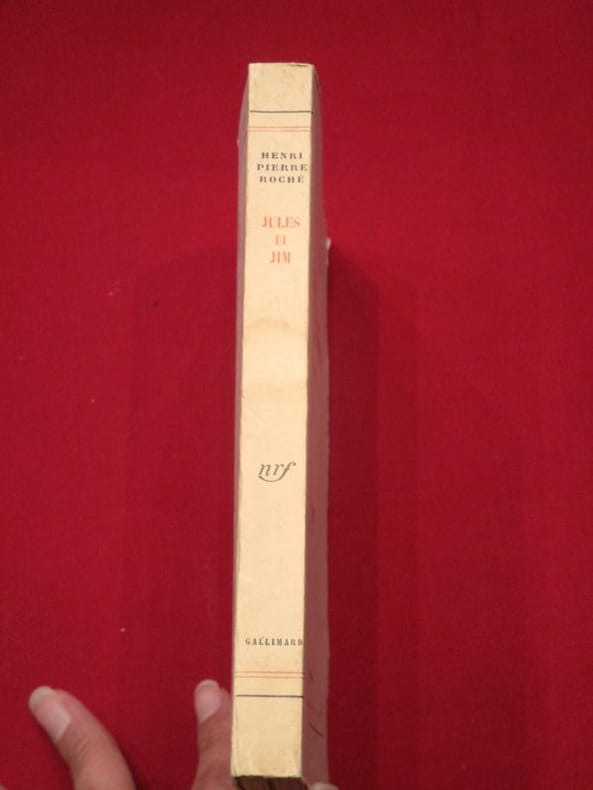 HENRI
PIERRE
ROCHÉ
JULES
ET
JIM
nrf
GALLIMARD